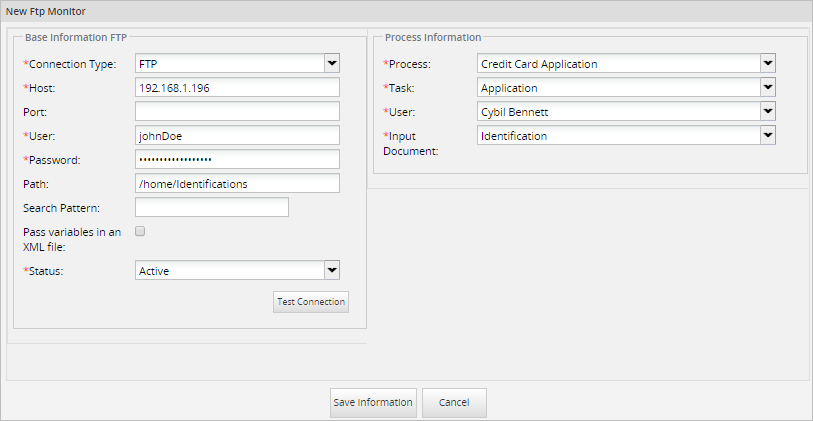 New Ftp Monitor
Base Information FTP
*Connection Type: FTP
*Host: 192.168.1.196
Port:
*User: johnDoe
*Password: ••••••••••••••••••
Path: /home/Identifications
Search Pattern:
Pass variables in an
XML file:
*Status: Active
Test Connection
Process Information
*Process: Credit Card Application
*Task: Application
*User: Cybil Bennett
*Input Identification
Document:
Save information Cancel